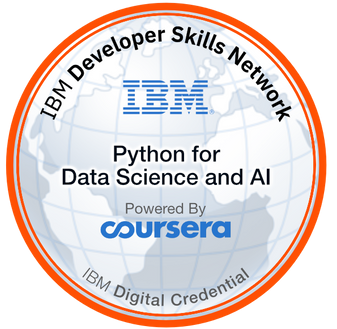 IBM Developer Skills Network
IBM®
Python for
Data Science and AI
Powered By
coursera
IBM Digital Credential